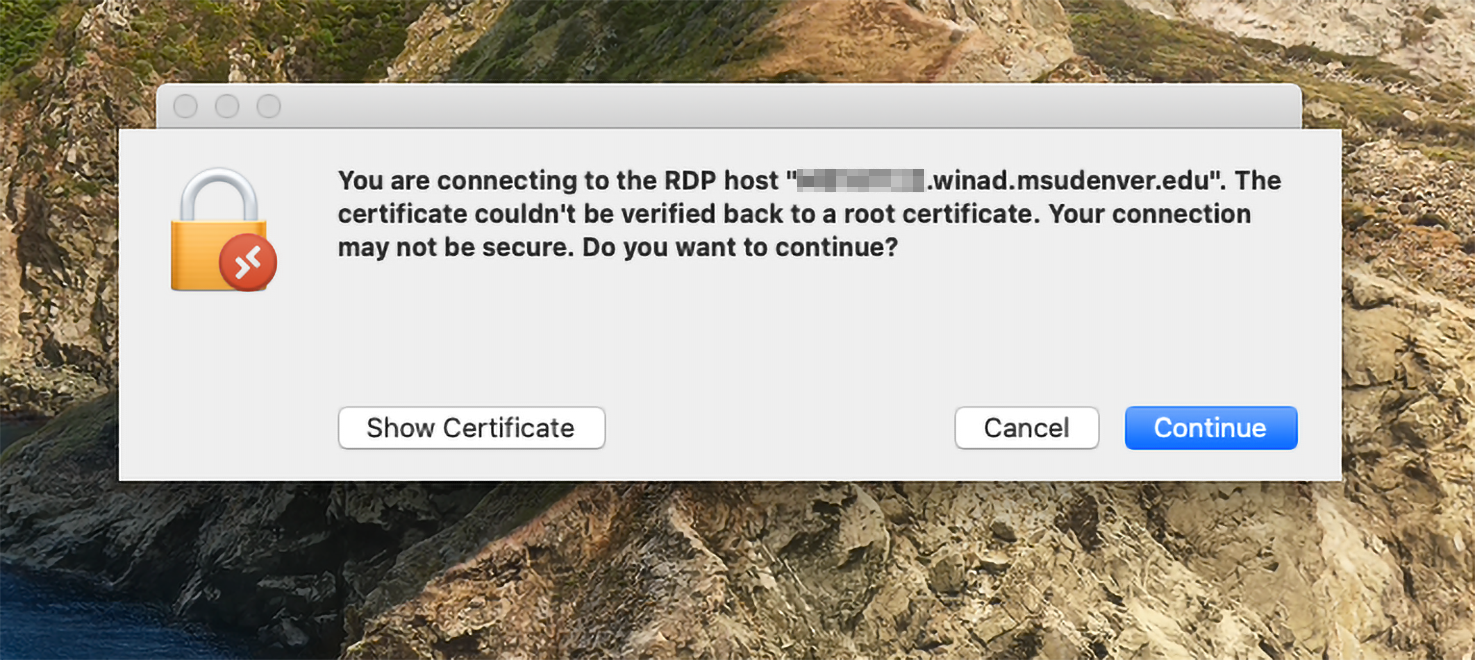 You are connecting to the RDP host ".winad.msudenver.edu". The
certificate couldn't be verified back to a root certificate. Your connection
may not be secure. Do you want to continue?
Show Certificate
Cancel
Continue